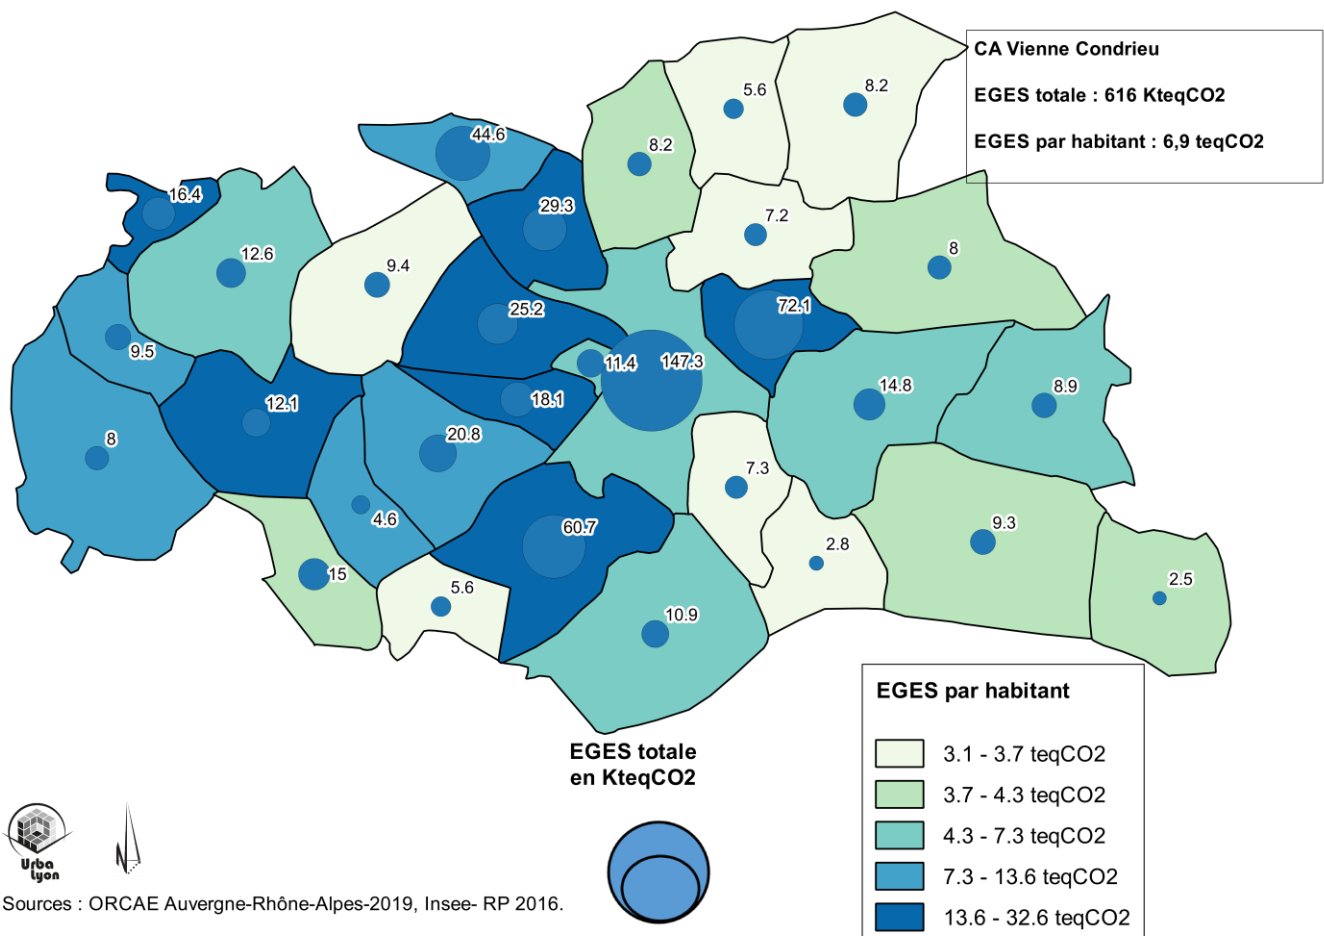 5.6
8.2
CA Vienne Condrieu
EGES totale : 616 KteqCO2
EGES par habitant : 6,9 teqCO2
44.6
8.2
16.4
29.3
7.2
12.6
9.4
8
25.2
72.1
9.5
11.4
147.3
14.8
8.9
12.1
18.1
8
20.8
7.3
4.6
60.7
9.3
2.8
15
5.6
10.9
2.5
EGES par habitant
3.1 - 3.7 teqCO2
3.7 - 4.3 teqCO2
4.3 - 7.3 teqCO2
7.3 - 13.6 teqCO2
13.6 - 32.6 teqCO2
EGES totale
en KteqCO2
Urba
Lyon
N
Sources : ORCAE Auvergne-Rhône-Alpes-2019, Insee- RP 2016.